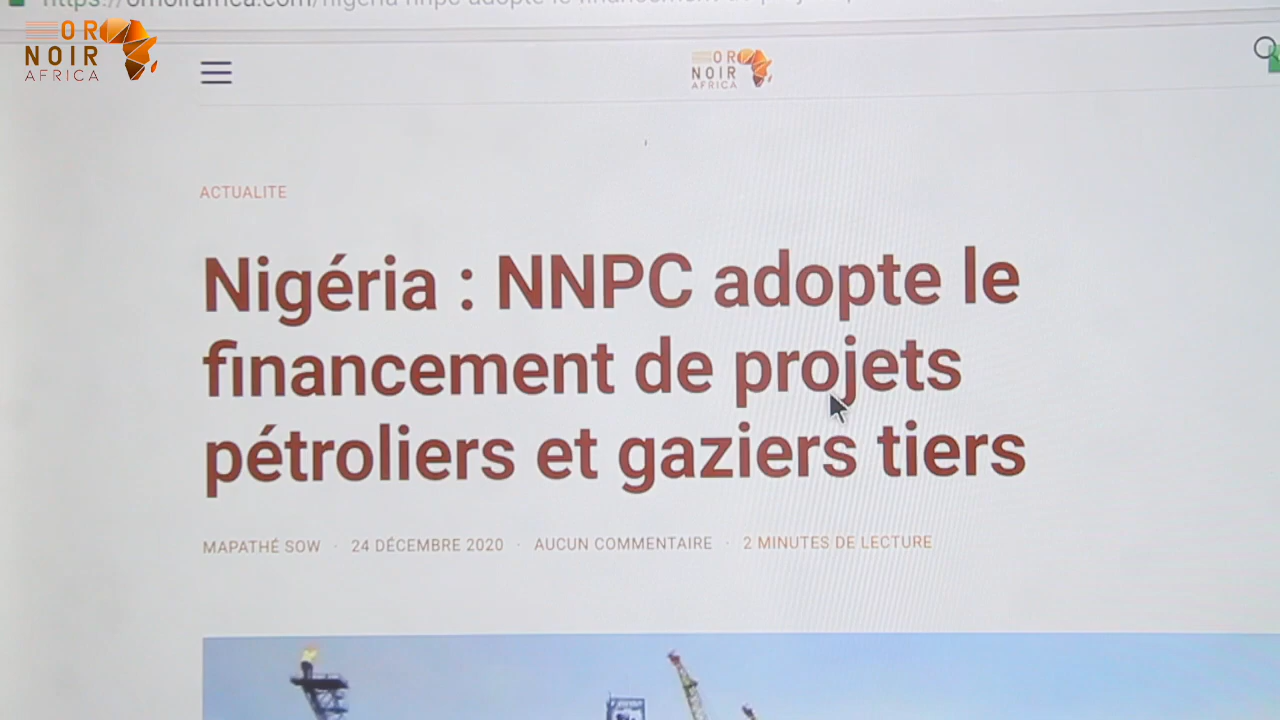 OR
NOIR
AFRICA
OR
NOIR
AFRICA
ACTUALITE
Nigéria : NNPC adopte le
financement de projets
pétroliers et gaziers tiers
MAPATHÉ SOW · 24 DÉCEMBRE 2020 · AUCUN COMMENTAIRE · 2 MINUTES DE LECTURE